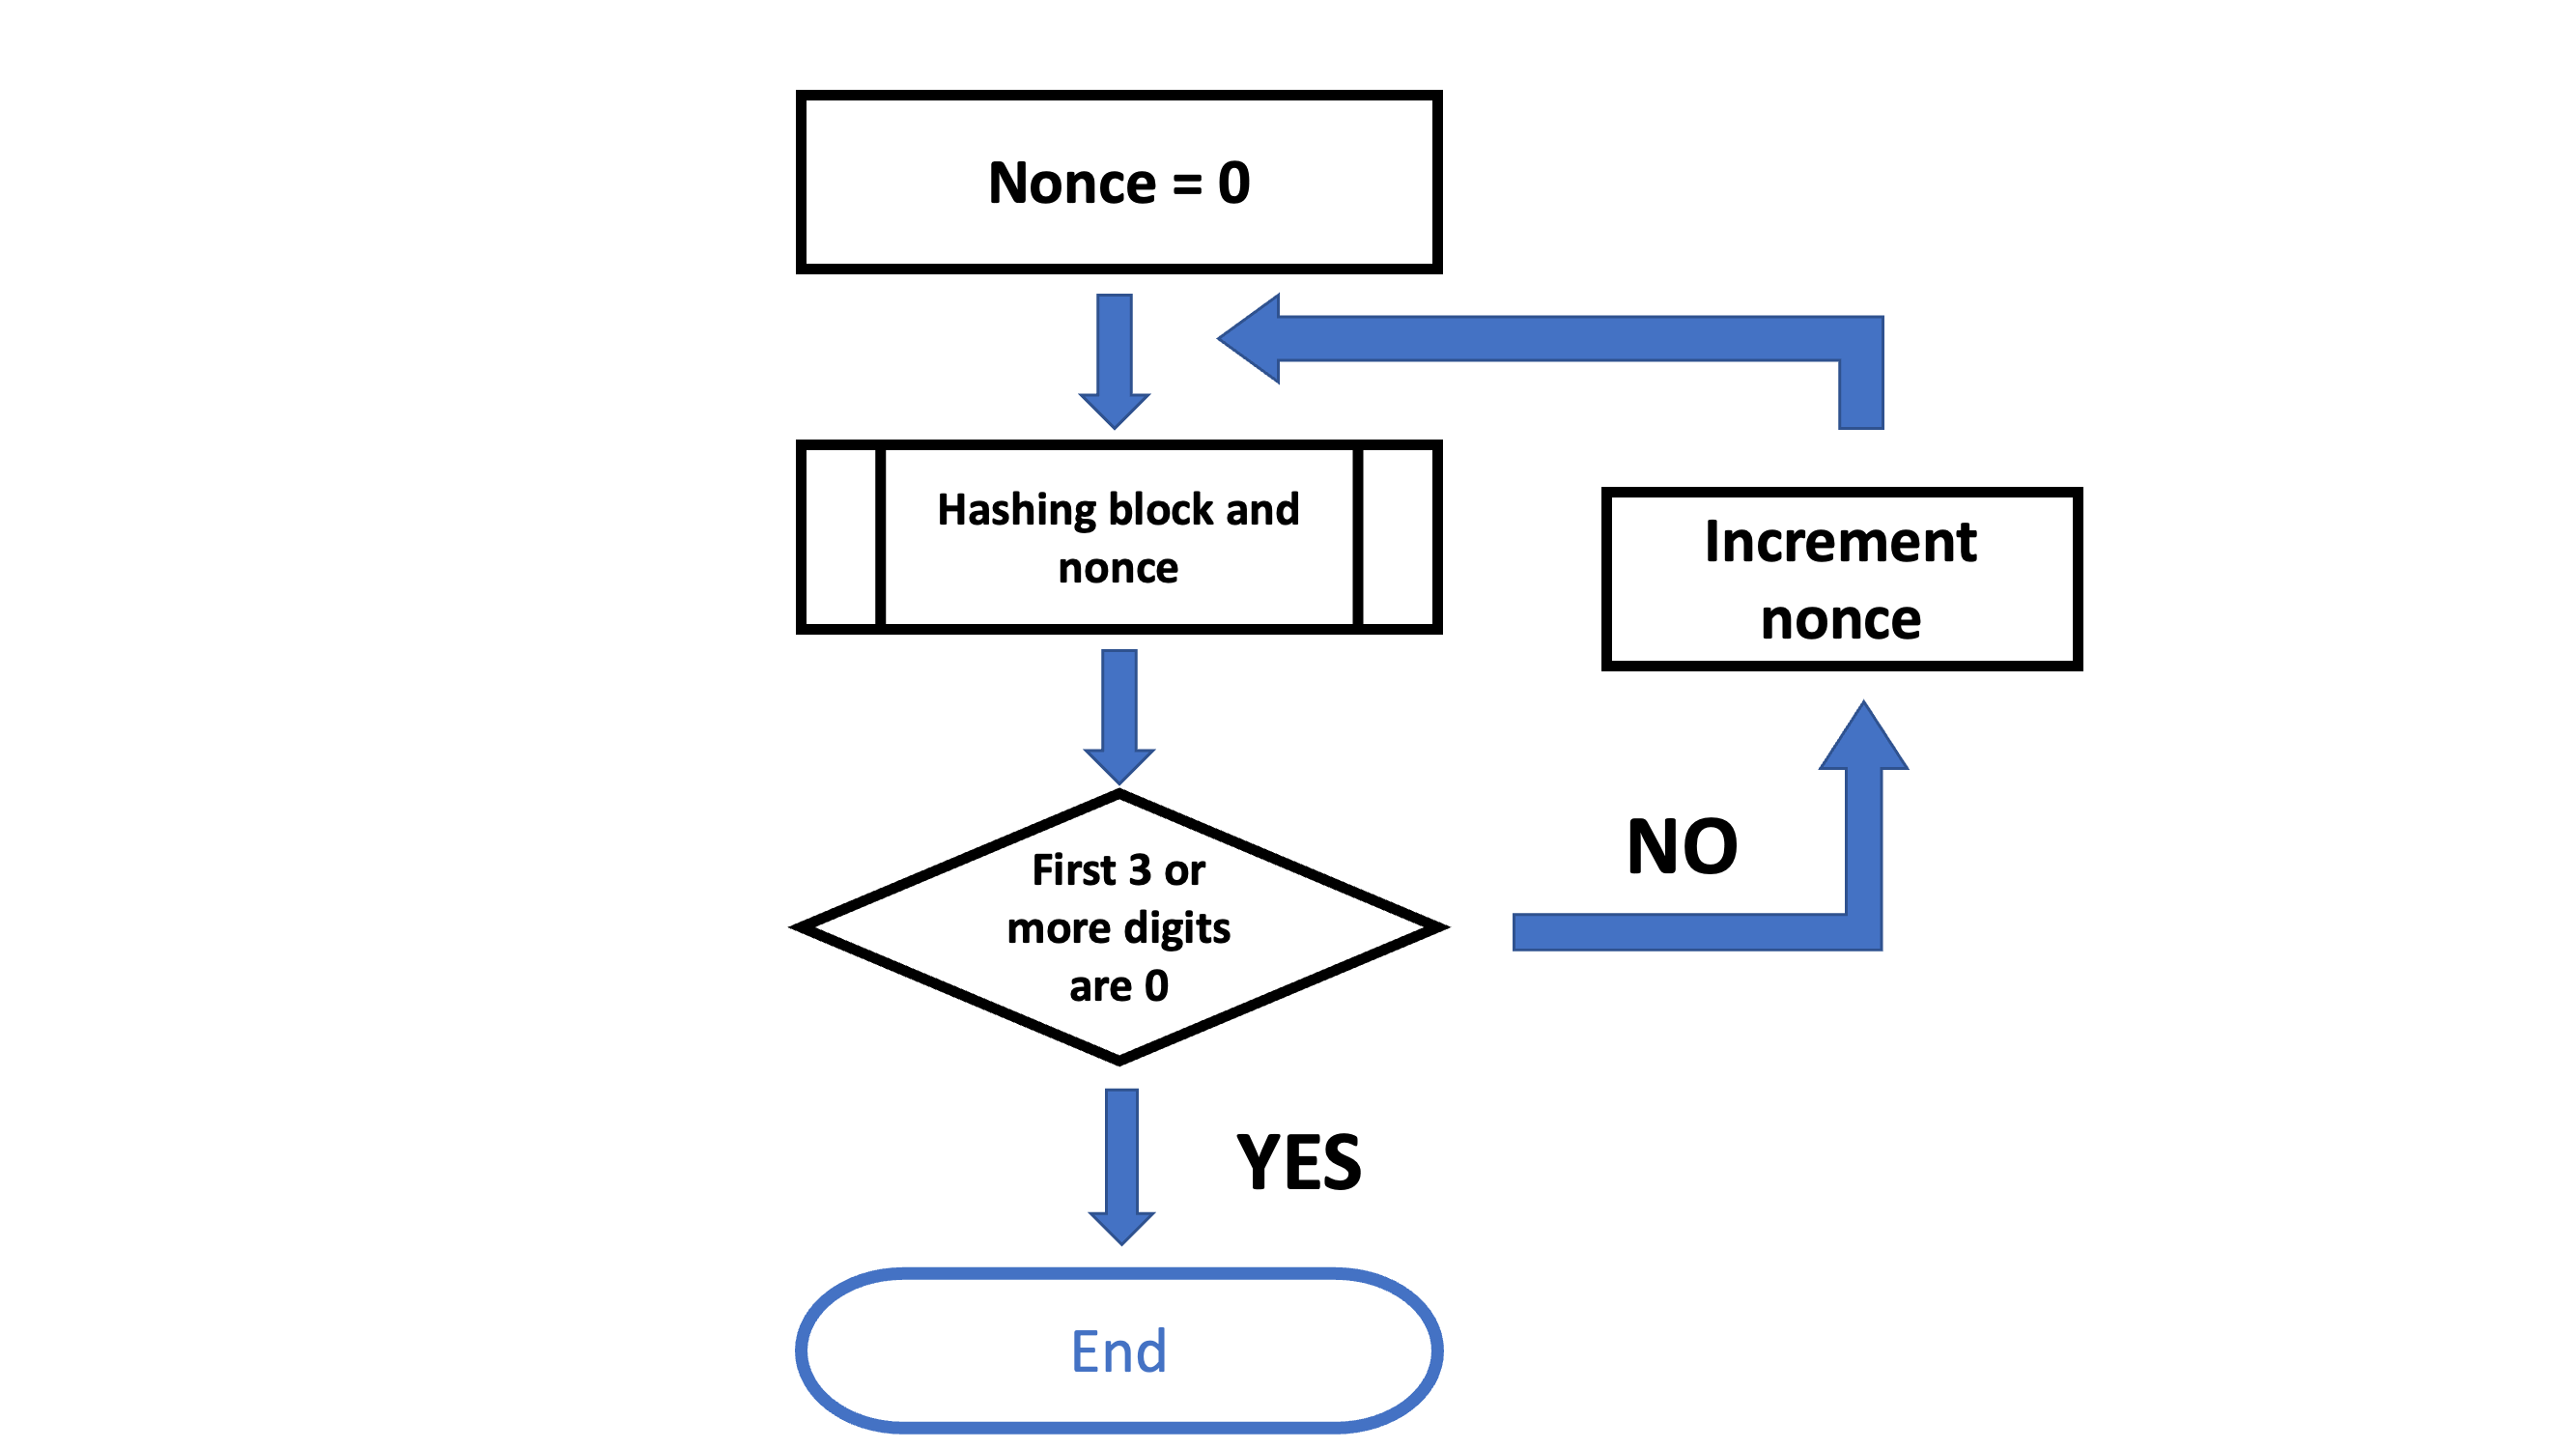 Nonce = 0
Hashing block and
nonce
Increment
nonce
First 3 or
more digits
are 0
NO
YES
End